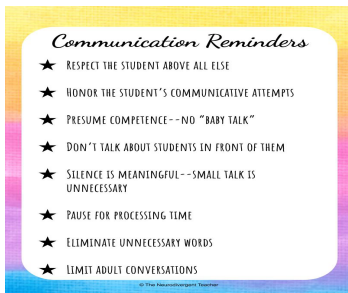 Communication Reminders
★ Respect the student above all else
★ Honor the student's communicative attempts
★ Presume competence--no "baby talk"
★ Don't talk about students in front of them
★ Silence is meaningful--small talk is
unnecessary
★ Pause for processing time
★ Eliminate unnecessary words
★ Limit adult conversations
© The Neurodivergent Teacher